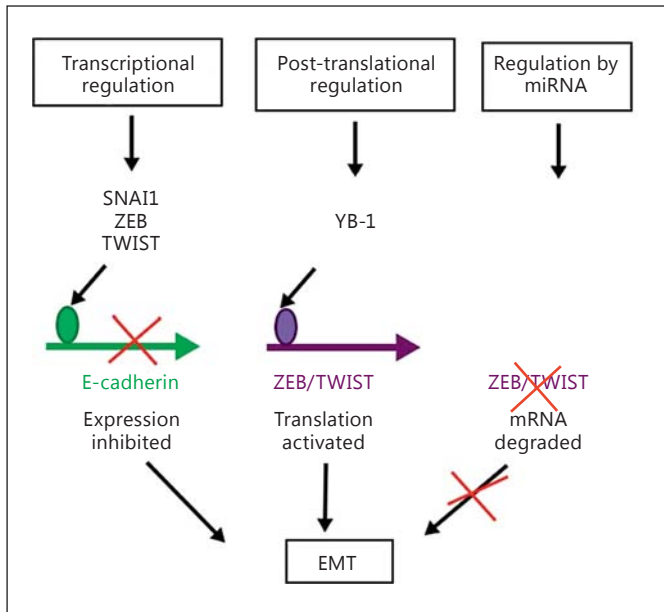 Transcriptional
regulation
Post-translational
regulation
Regulation by
miRNA
SNAI1
ZEB
TWIST
YB-1
E-cadherin
ZEB/TWIST
ZEB/TWIST
Expression
inhibited
Translation
activated
mRNA
degraded
EMT